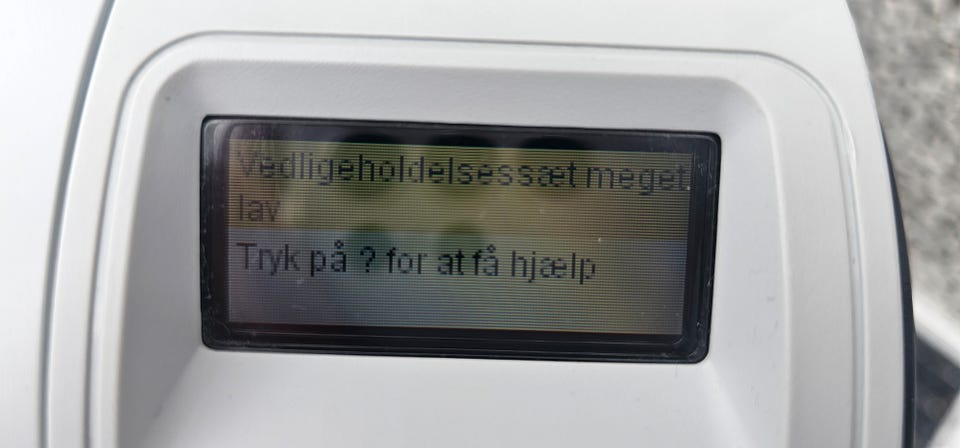 Vedligeholdelsessæt meget
lav
Tryk på ? for at få hjælp